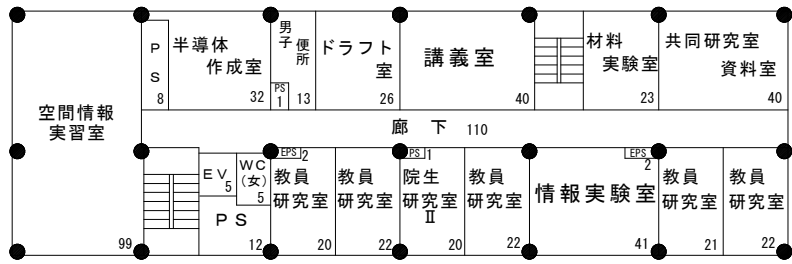 空間情報
実習室
99
P
S
8
半導体
作成室
32
男子
便所
PS
1
13
ドラフト
室
26
講義室
40
材料
実験室
23
共同研究室
資料室
40
廊 下 110
EV
5
WC
(女)
5
PS
12
EPS
2
教員
研究室
20
教員
研究室
22
PS
1
院生
研究室
Ⅱ
20
教員
研究室
22
EPS
2
情報実験室
41
教員
研究室
21
教員
研究室
22